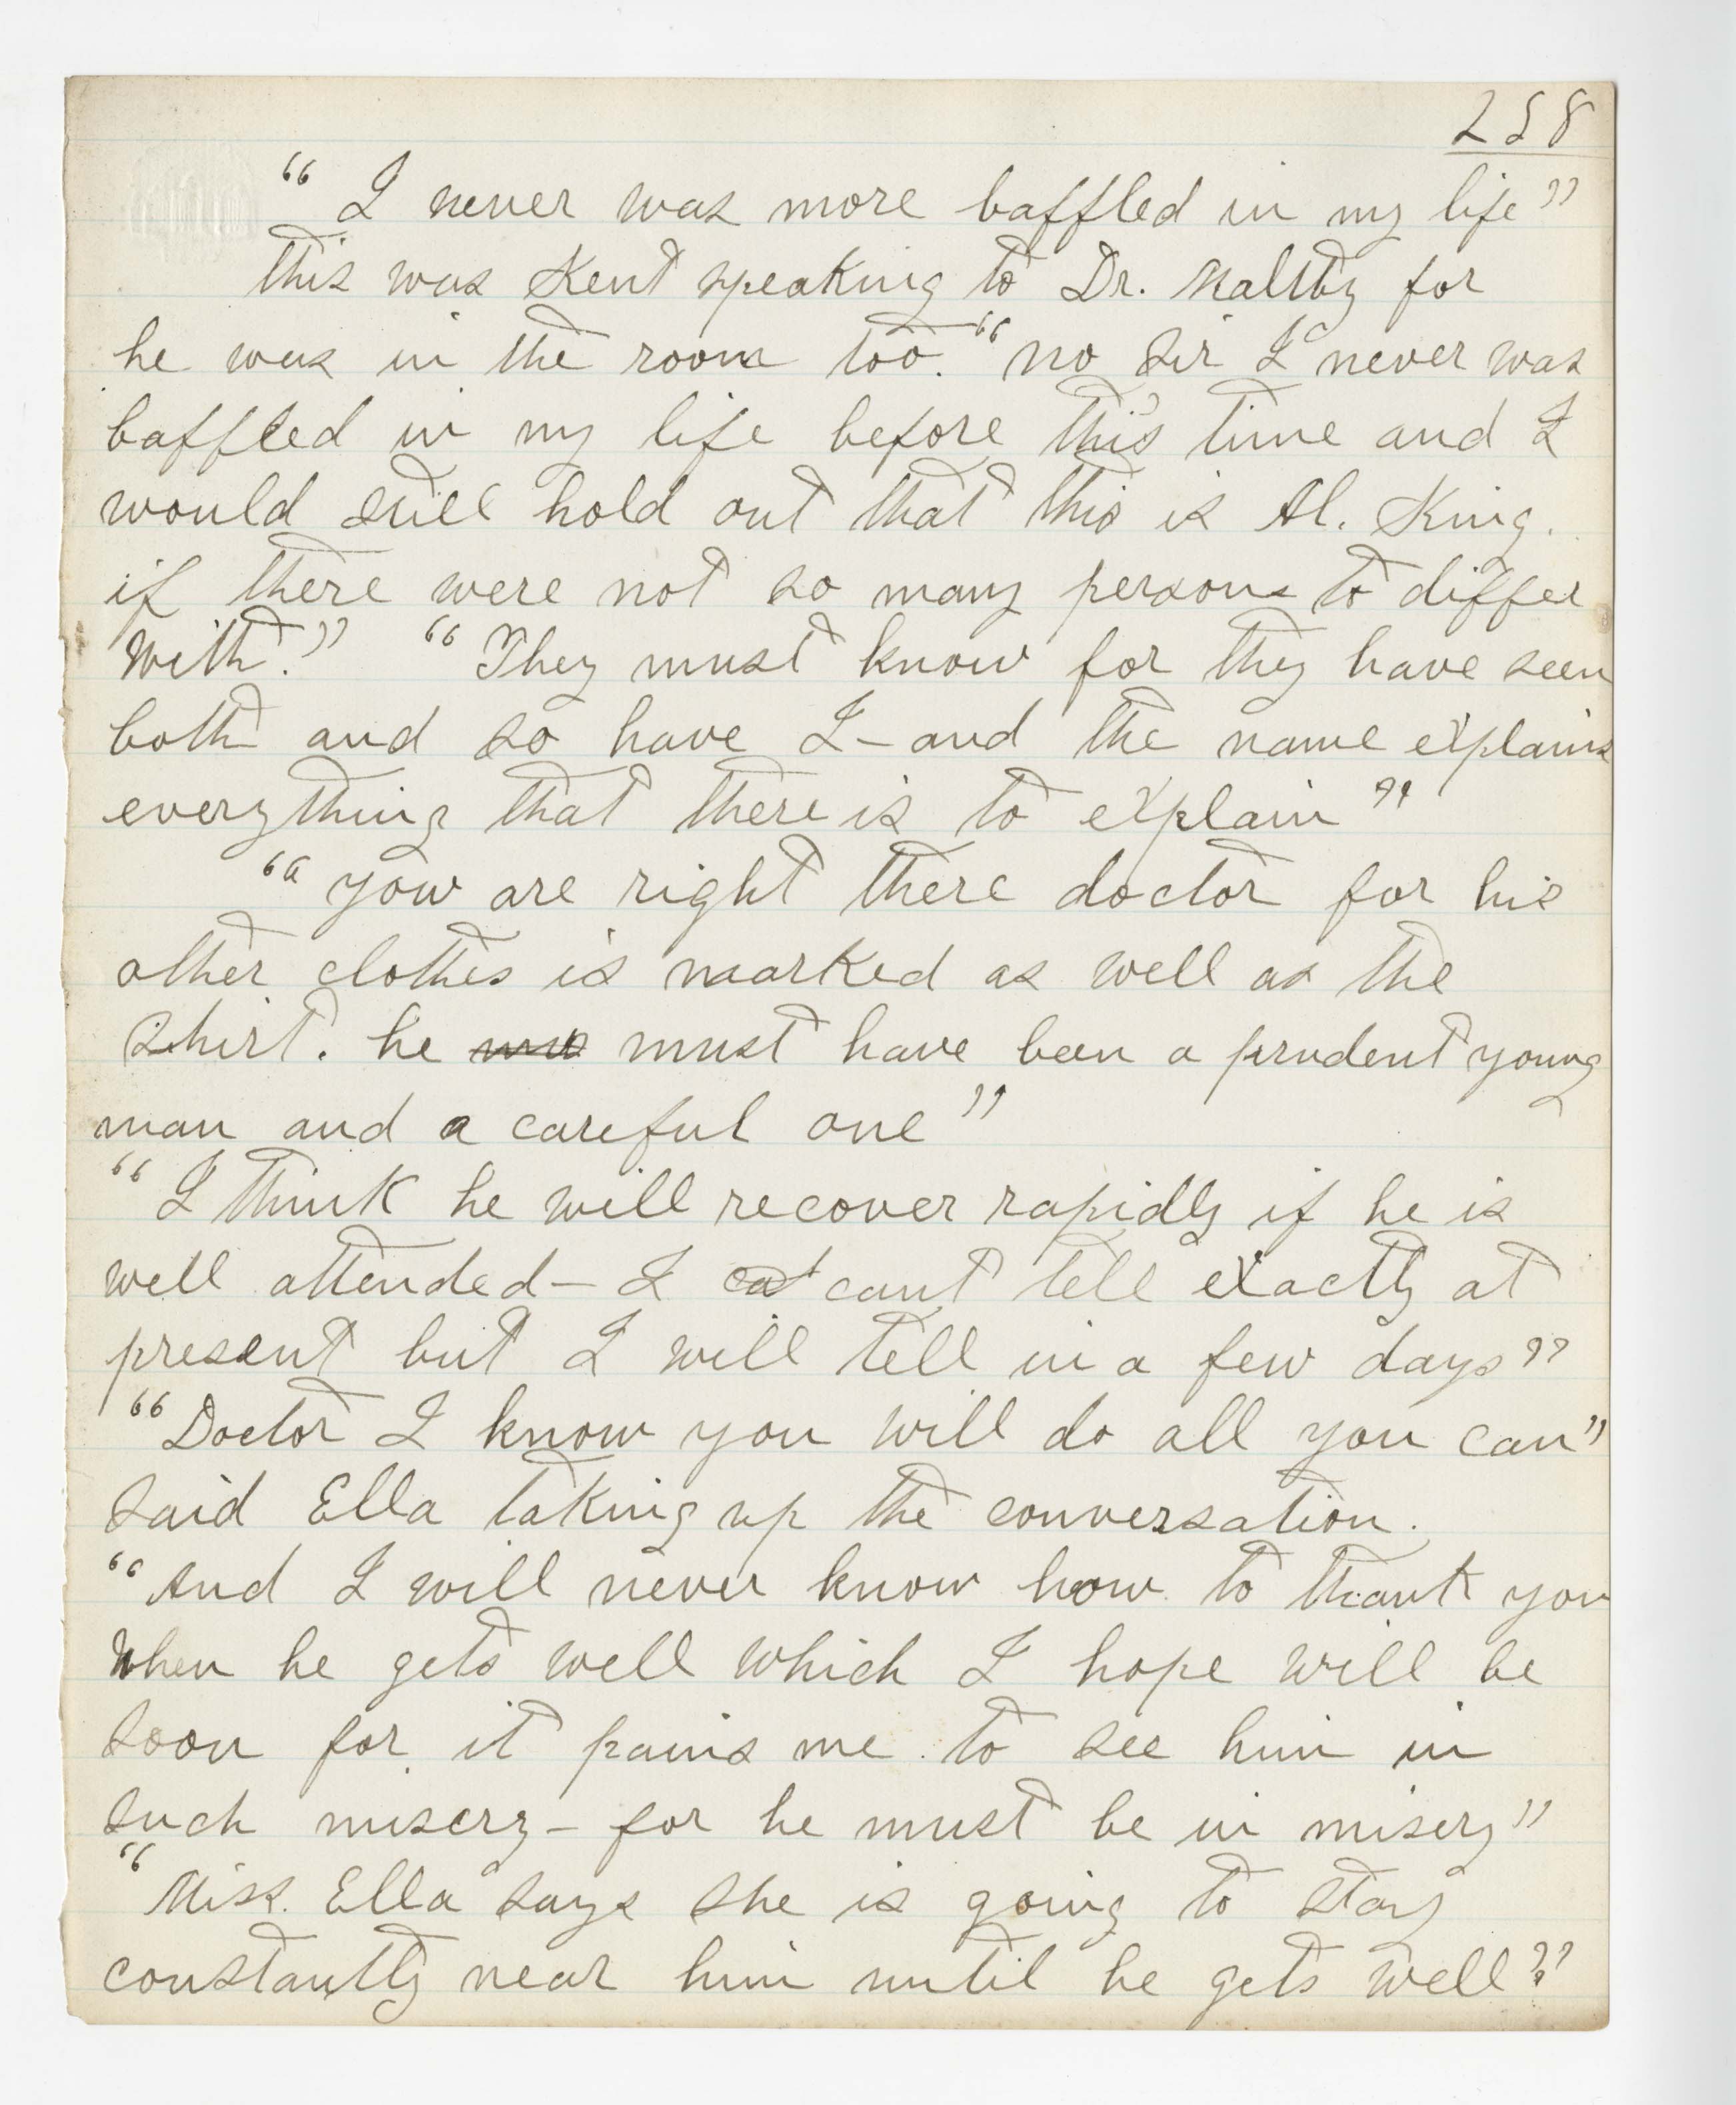 258
“ I never was more baffled in my life”
this was Kent speaking to Dr. Maltby for
he was in the room too. “no Sir I never was
baffled in my life before this time and I
would still hold out that this is Al. King.
if there were not so many persons to differ
with.” “They must know for they have seen
both and so have I – and the name explains
everything that there is to explain”
“you are right there doctor for his
other clothes is marked as well as the
Shirt. he mus must have been a prudent young
man and a careful one”
“I think he will recover rapidly if he is
well attended – I cat cant tell exactly at
present but I will tell in a few days”
“Doctor I know you will do all you can”
said Ella taking up the conversation.
“And I will never know how to thank you
when he gets well which I hope will be
soon for it pains me to see him in
such misery – for he must be in misery”
“Miss. Ella says she is going to stay
constantly near him until he gets well?”